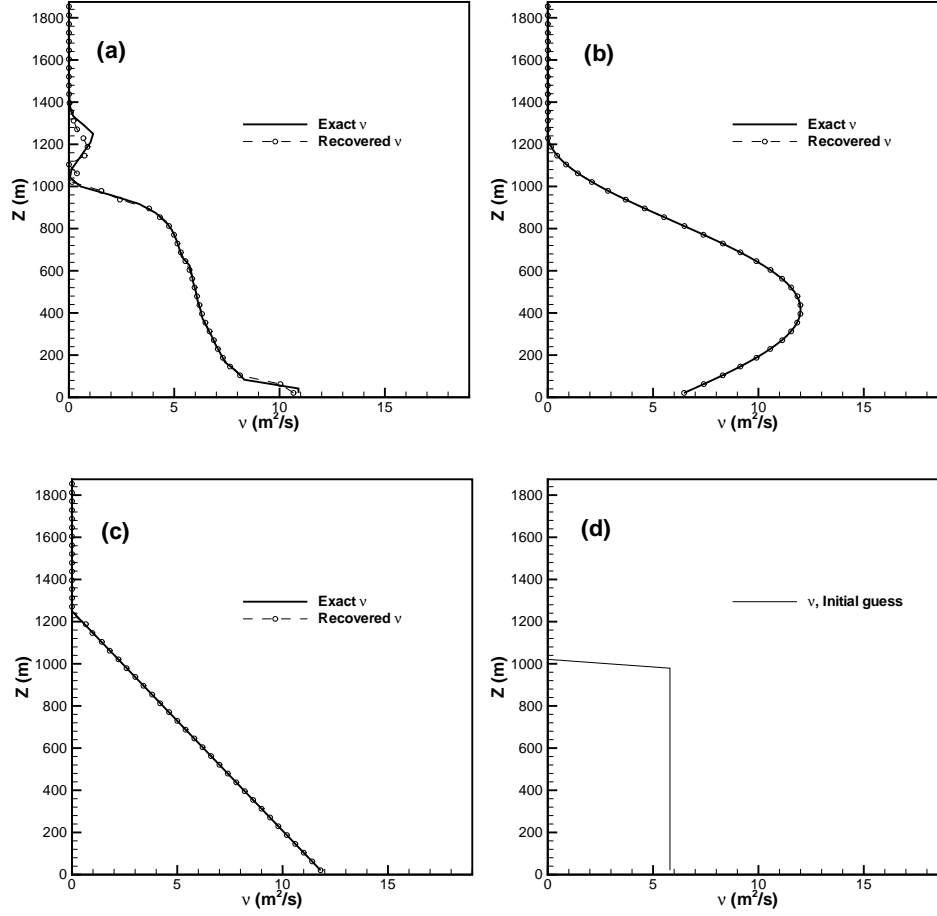 (a)
Exact ν
Recovered ν
Z (m)
1800
1600
1400
1200
1000
800
600
400
200
0
0 5 10 15
ν (m²/s)
(b)
Exact ν
Recovered ν
Z (m)
1800
1600
1400
1200
1000
800
600
400
200
0
0 5 10 15
ν (m²/s)
(c)
Exact ν
Recovered ν
Z (m)
1800
1600
1400
1200
1000
800
600
400
200
0
0 5 10 15
ν (m²/s)
(d)
ν, Initial guess
Z (m)
1800
1600
1400
1200
1000
800
600
400
200
0
0 5 10 15
ν (m²/s)